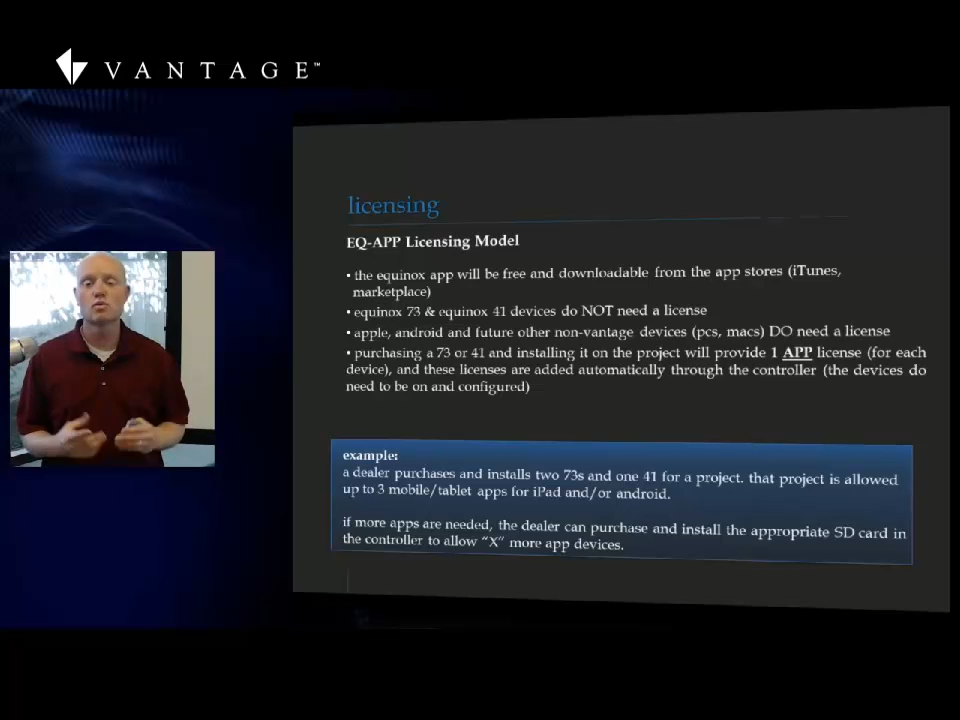 VANTAGE™
licensing
EQ-APP Licensing Model
• the equinox app will be free and downloadable from the app stores (iTunes,
marketplace)
• equinox 73 & equinox 41 devices do NOT need a license
• apple, android and future other non-vantage devices (pcs, macs) DO need a license
• purchasing a 73 or 41 and installing it on the project will provide 1 APP license (for each
device), and these licenses are added automatically through the controller (the devices do
need to be on and configured)
example:
a dealer purchases and installs two 73s and one 41 for a project. that project is allowed
up to 3 mobile/tablet apps for iPad and/or android.
if more apps are needed, the dealer can purchase and install the appropriate SD card in
the controller to allow "X" more app devices.